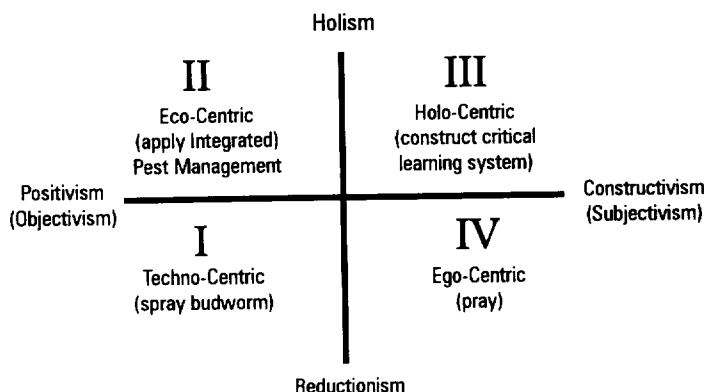 Holism
II
Eco-Centric
(apply Integrated)
Pest Management
III
Holo-Centric
(construct critical
learning system)
Positivism
(Objectivism)
Constructivism
(Subjectivism)
I
Techno-Centric
(spray budworm)
IV
Ego-Centric
(pray)
Reductionism